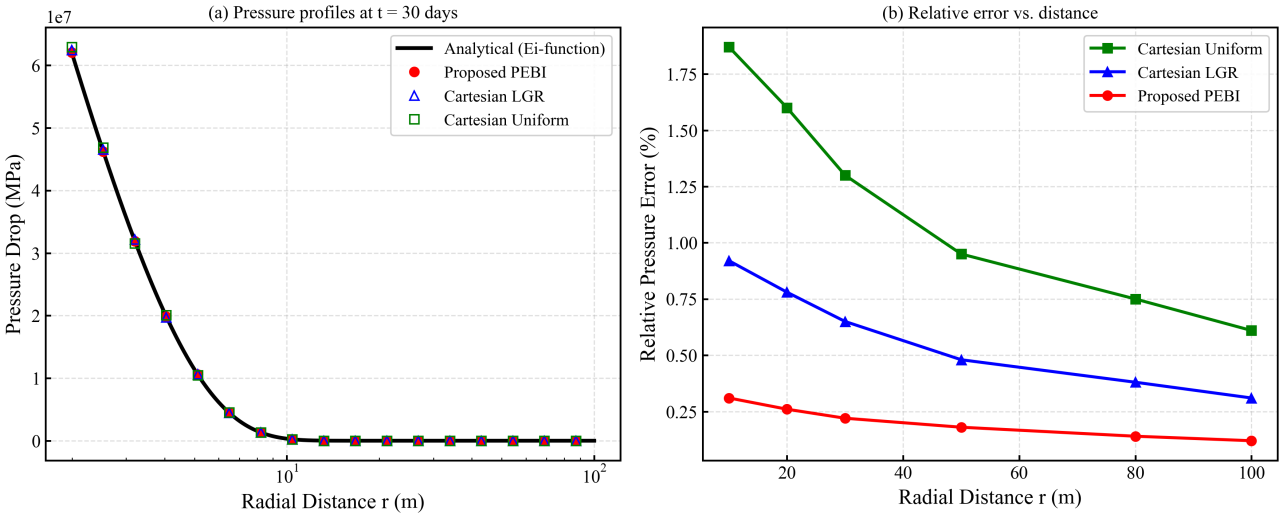 (a) Pressure profiles at t = 30 days
1e7
6
5
4
3
2
1
0
Pressure Drop (MPa)
Analytical (Ei-function)
Proposed PEBI
Cartesian LGR
Cartesian Uniform
10¹
10²
Radial Distance r (m)
(b) Relative error vs. distance
1.75
1.50
1.25
1.00
0.75
0.50
0.25
Relative Pressure Error (%)
Cartesian Uniform
Cartesian LGR
Proposed PEBI
20
40
60
80
100
Radial Distance r (m)